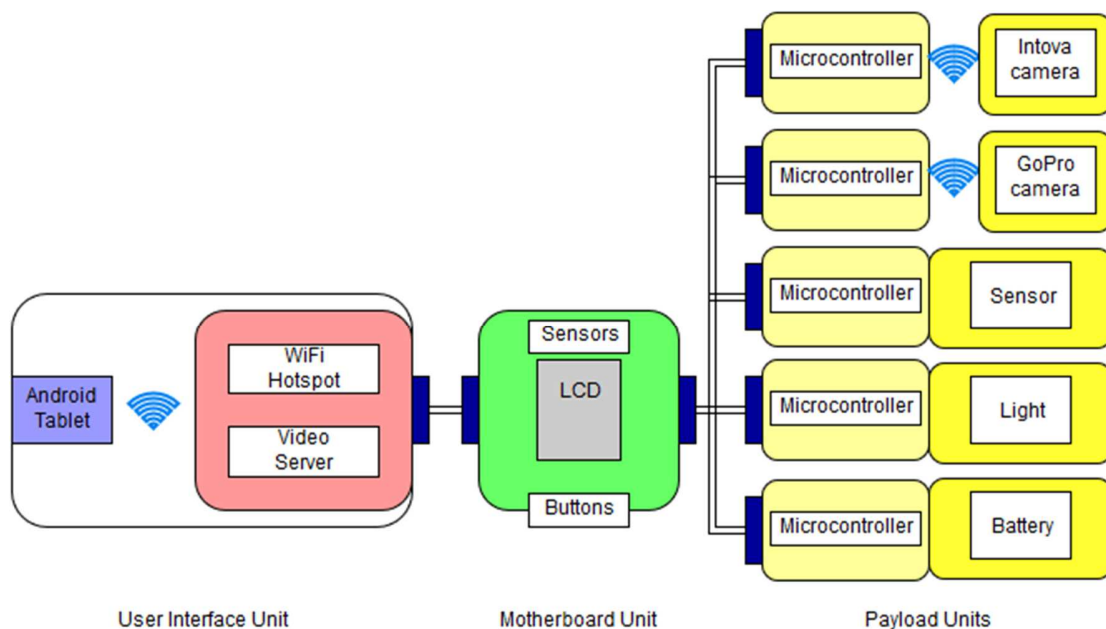 Microcontroller
Intova
camera
Microcontroller
GoPro
camera
Microcontroller
Sensor
Microcontroller
Light
Microcontroller
Battery
Android
Tablet
WiFi
Hotspot
Video
Server
Sensors
LCD
Buttons
User Interface Unit
Motherboard Unit
Payload Units